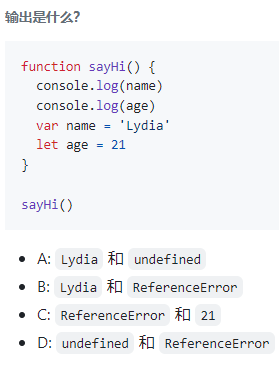 输出是什么?
function sayHi() {
  console.log(name)
  console.log(age)
  var name = 'Lydia'
  let age = 21
}
sayHi()
• A: Lydia 和 undefined
• B: Lydia 和 ReferenceError
• C: ReferenceError 和 21
• D: undefined 和 ReferenceError